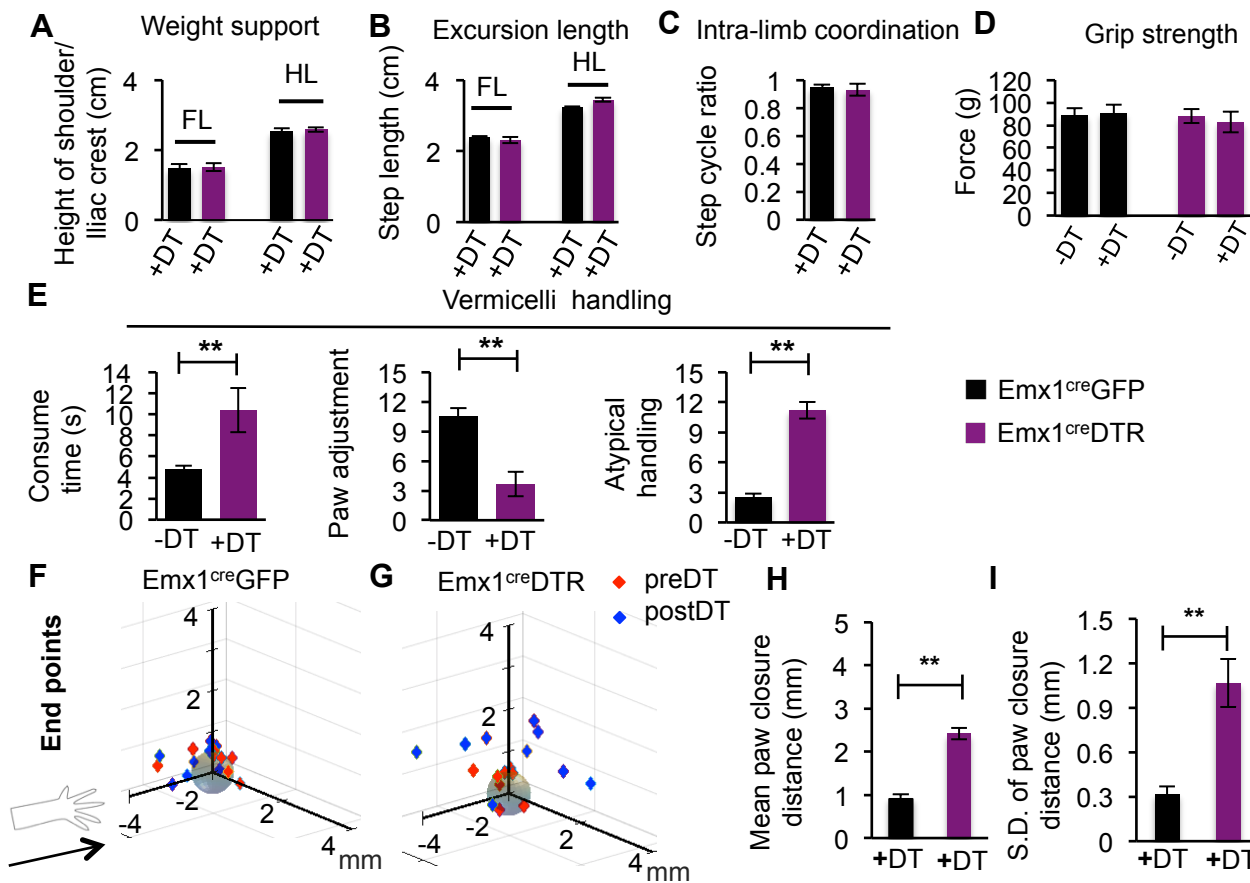 A
Weight support
Height of shoulder/
Iliac crest (cm)
4
2
0
FL
HL
+DT
+DT
+DT
+DT
B
Excursion length
Step length (cm)
4
2
0
FL
HL
+DT
+DT
+DT
+DT
C
Intra-limb coordination
Step cycle ratio
1
0.8
0.6
0.4
0.2
0
+DT
+DT
D
Grip strength
Force (g)
120
100
80
60
40
20
0
-DT
+DT
-DT
+DT
E
Vermicelli handling
Consume
time (s)
14
12
10
8
6
4
2
0
**
-DT
+DT
Paw adjustment
15
12
9
6
3
0
**
-DT
+DT
Atypical
handling
15
12
9
6
3
0
**
-DT
+DT
Emx1creGFP
Emx1creDTR
End points
F
Emx1creGFP
4
2
-2
-4
2
4
mm
G
Emx1creDTR
preDT
postDT
4
2
-2
-4
2
4
mm
H
Mean paw closure
distance (mm)
5
4
3
2
1
0
**
+DT
+DT
I
S.D. of paw closure
distance (mm)
1.5
1.2
0.9
0.6
0.3
0
**
+DT
+DT